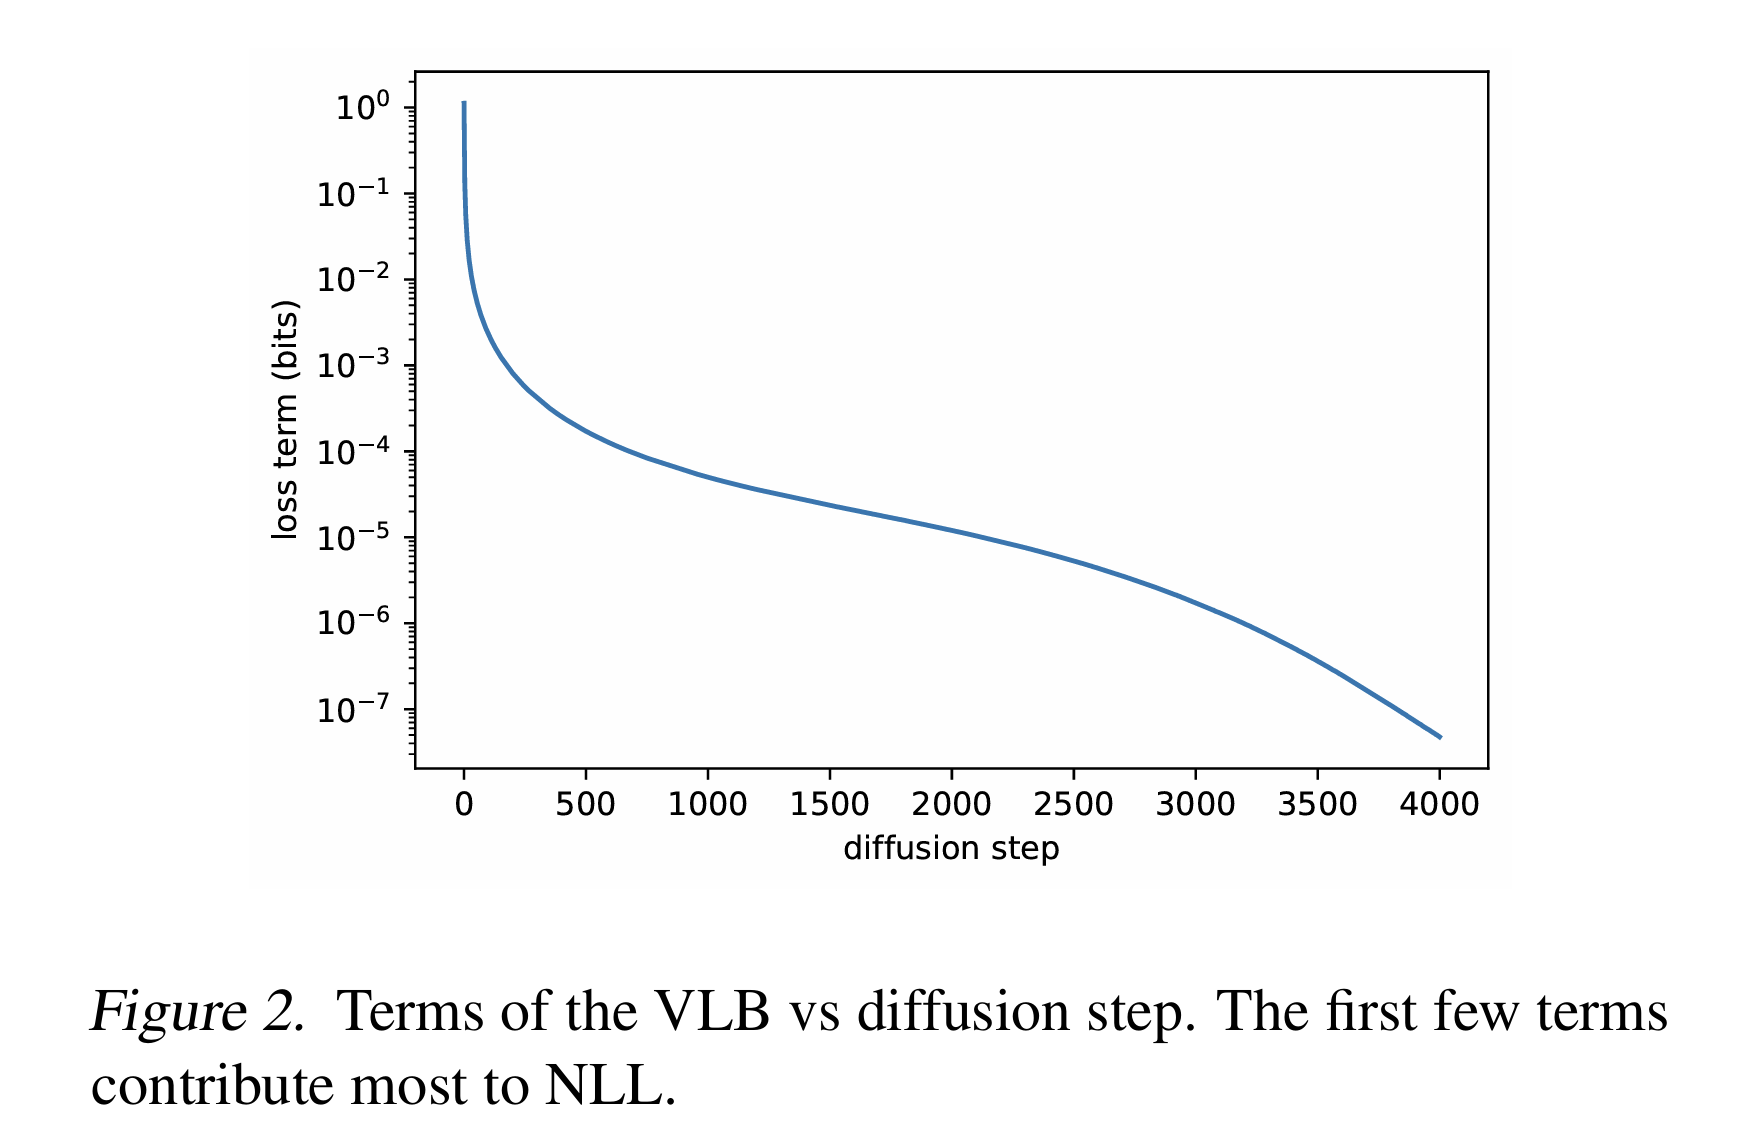 10⁰
10⁻¹
10⁻²
10⁻³
10⁻⁴
10⁻⁵
10⁻⁶
10⁻⁷
loss term (bits)
0 500 1000 1500 2000 2500 3000 3500 4000
diffusion step
Figure 2. Terms of the VLB vs diffusion step. The first few terms
contribute most to NLL.